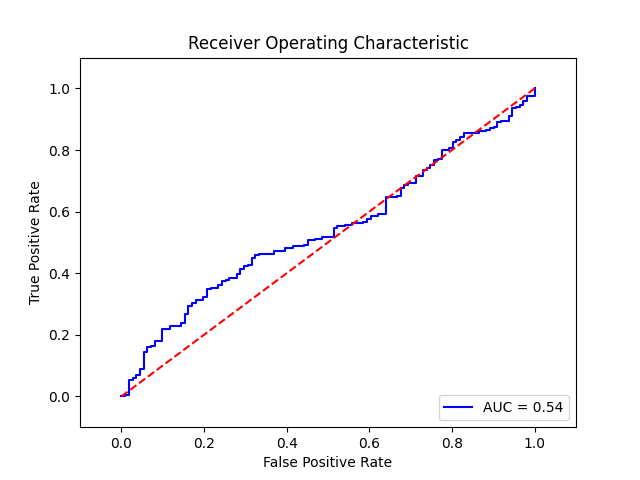 Receiver Operating Characteristic
True Positive Rate
1.0
0.8
0.6
0.4
0.2
0.0
AUC = 0.54
0.0 0.2 0.4 0.6 0.8 1.0
False Positive Rate